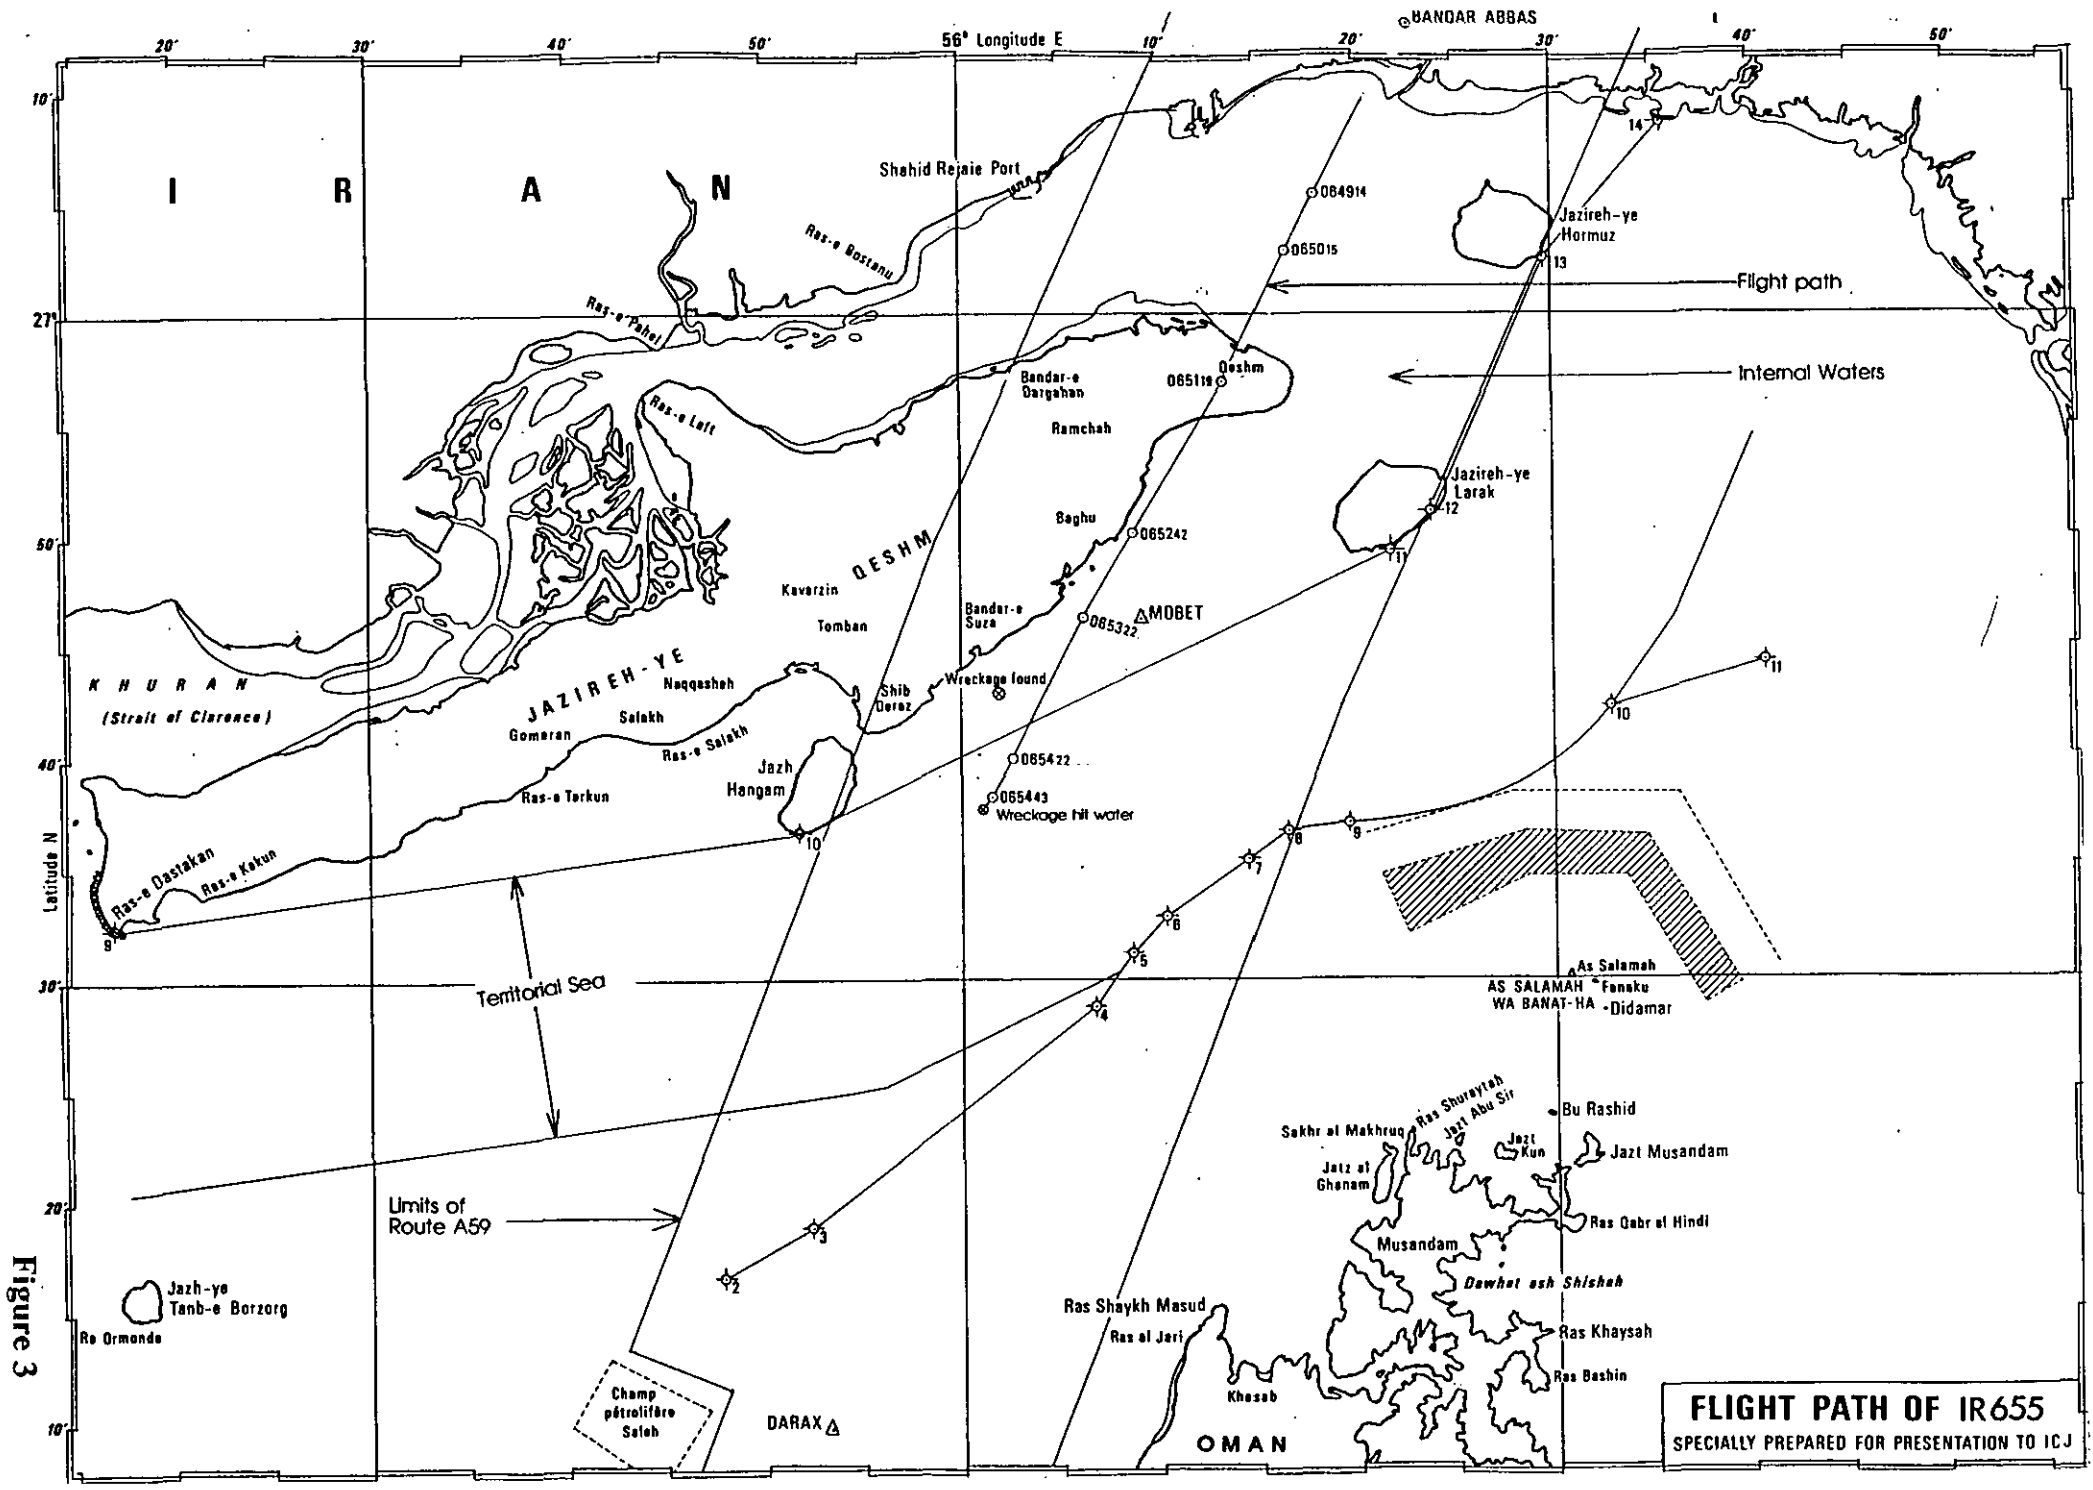 BANDAR ABBAS
20' 30' 40' 50' 56° Longitude E 10' 20' 30' 40' 50'
10'
14
I R A N
Shahid Rejaie Port
064914
Jazireh-ye
Hormuz
Ras-e Bostanu
065015
13
Flight path
Ras-e Pahel
27°
Qeshm
Internal Waters
Bandar-e
Dargahan
065119
Ras-e Laft
Ramchah
Jazireh-ye
Larak
12
Baghu
065242
50'
QESHM
11
Kavarzin
Bandar-e
Suza
MOBET
Tomban
065322
KHURAN
(Strait of Clarence)
JAZIREH-YE
Naqqasheh
Wreckage found
11
Shib
Deraz
10
Salakh
Gomeran
Ras-e Salakh
40'
Jazh
Hangam
065422
Ras-e Tarkun
065443
Wreckage hit water
10
8
9
7
Latitude N
Ras-e Dastakan
Ras-e Kakun
6
9
5
As Salamah
30'
Territorial Sea
AS SALAMAH
WA BANAT-HA
Fanaku
Didamar
4
Ras Shuraytah
Jazt Abu Sir
Bu Rashid
Sakhr al Makhruq
Jazt
Kun
Jazt Musandam
Jatz al
Ghanam
20'
Limits of
Route A59
Ras Qabr al Hindi
3
Musandam
2
Dawhat ash Shishah
Jazh-ye
Tanb-e Borzorg
Ras Shaykh Masud
Ra Ormonde
Ras al Jari
Ras Khaysah
Figure 3
Ras Bashin
Champ
pétrolifère
Saleh
Khasab
10'
DARAX
OMAN
FLIGHT PATH OF IR655
SPECIALLY PREPARED FOR PRESENTATION TO ICJ